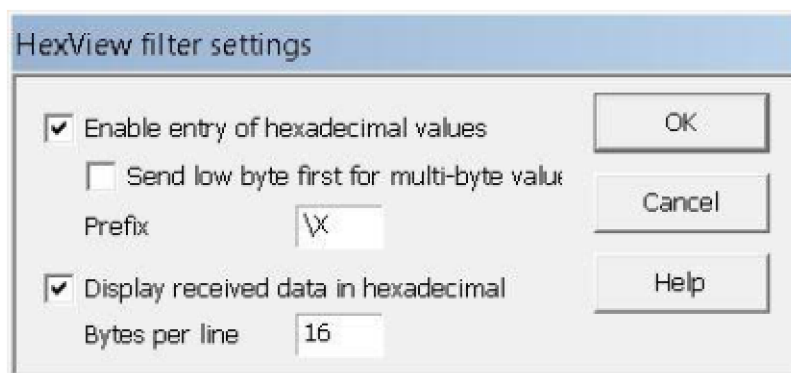 HexView filter settings
Enable entry of hexadecimal values
OK
Send low byte first for multi-byte value
Cancel
Prefix
\X
Display received data in hexadecimal
Help
Bytes per line
16